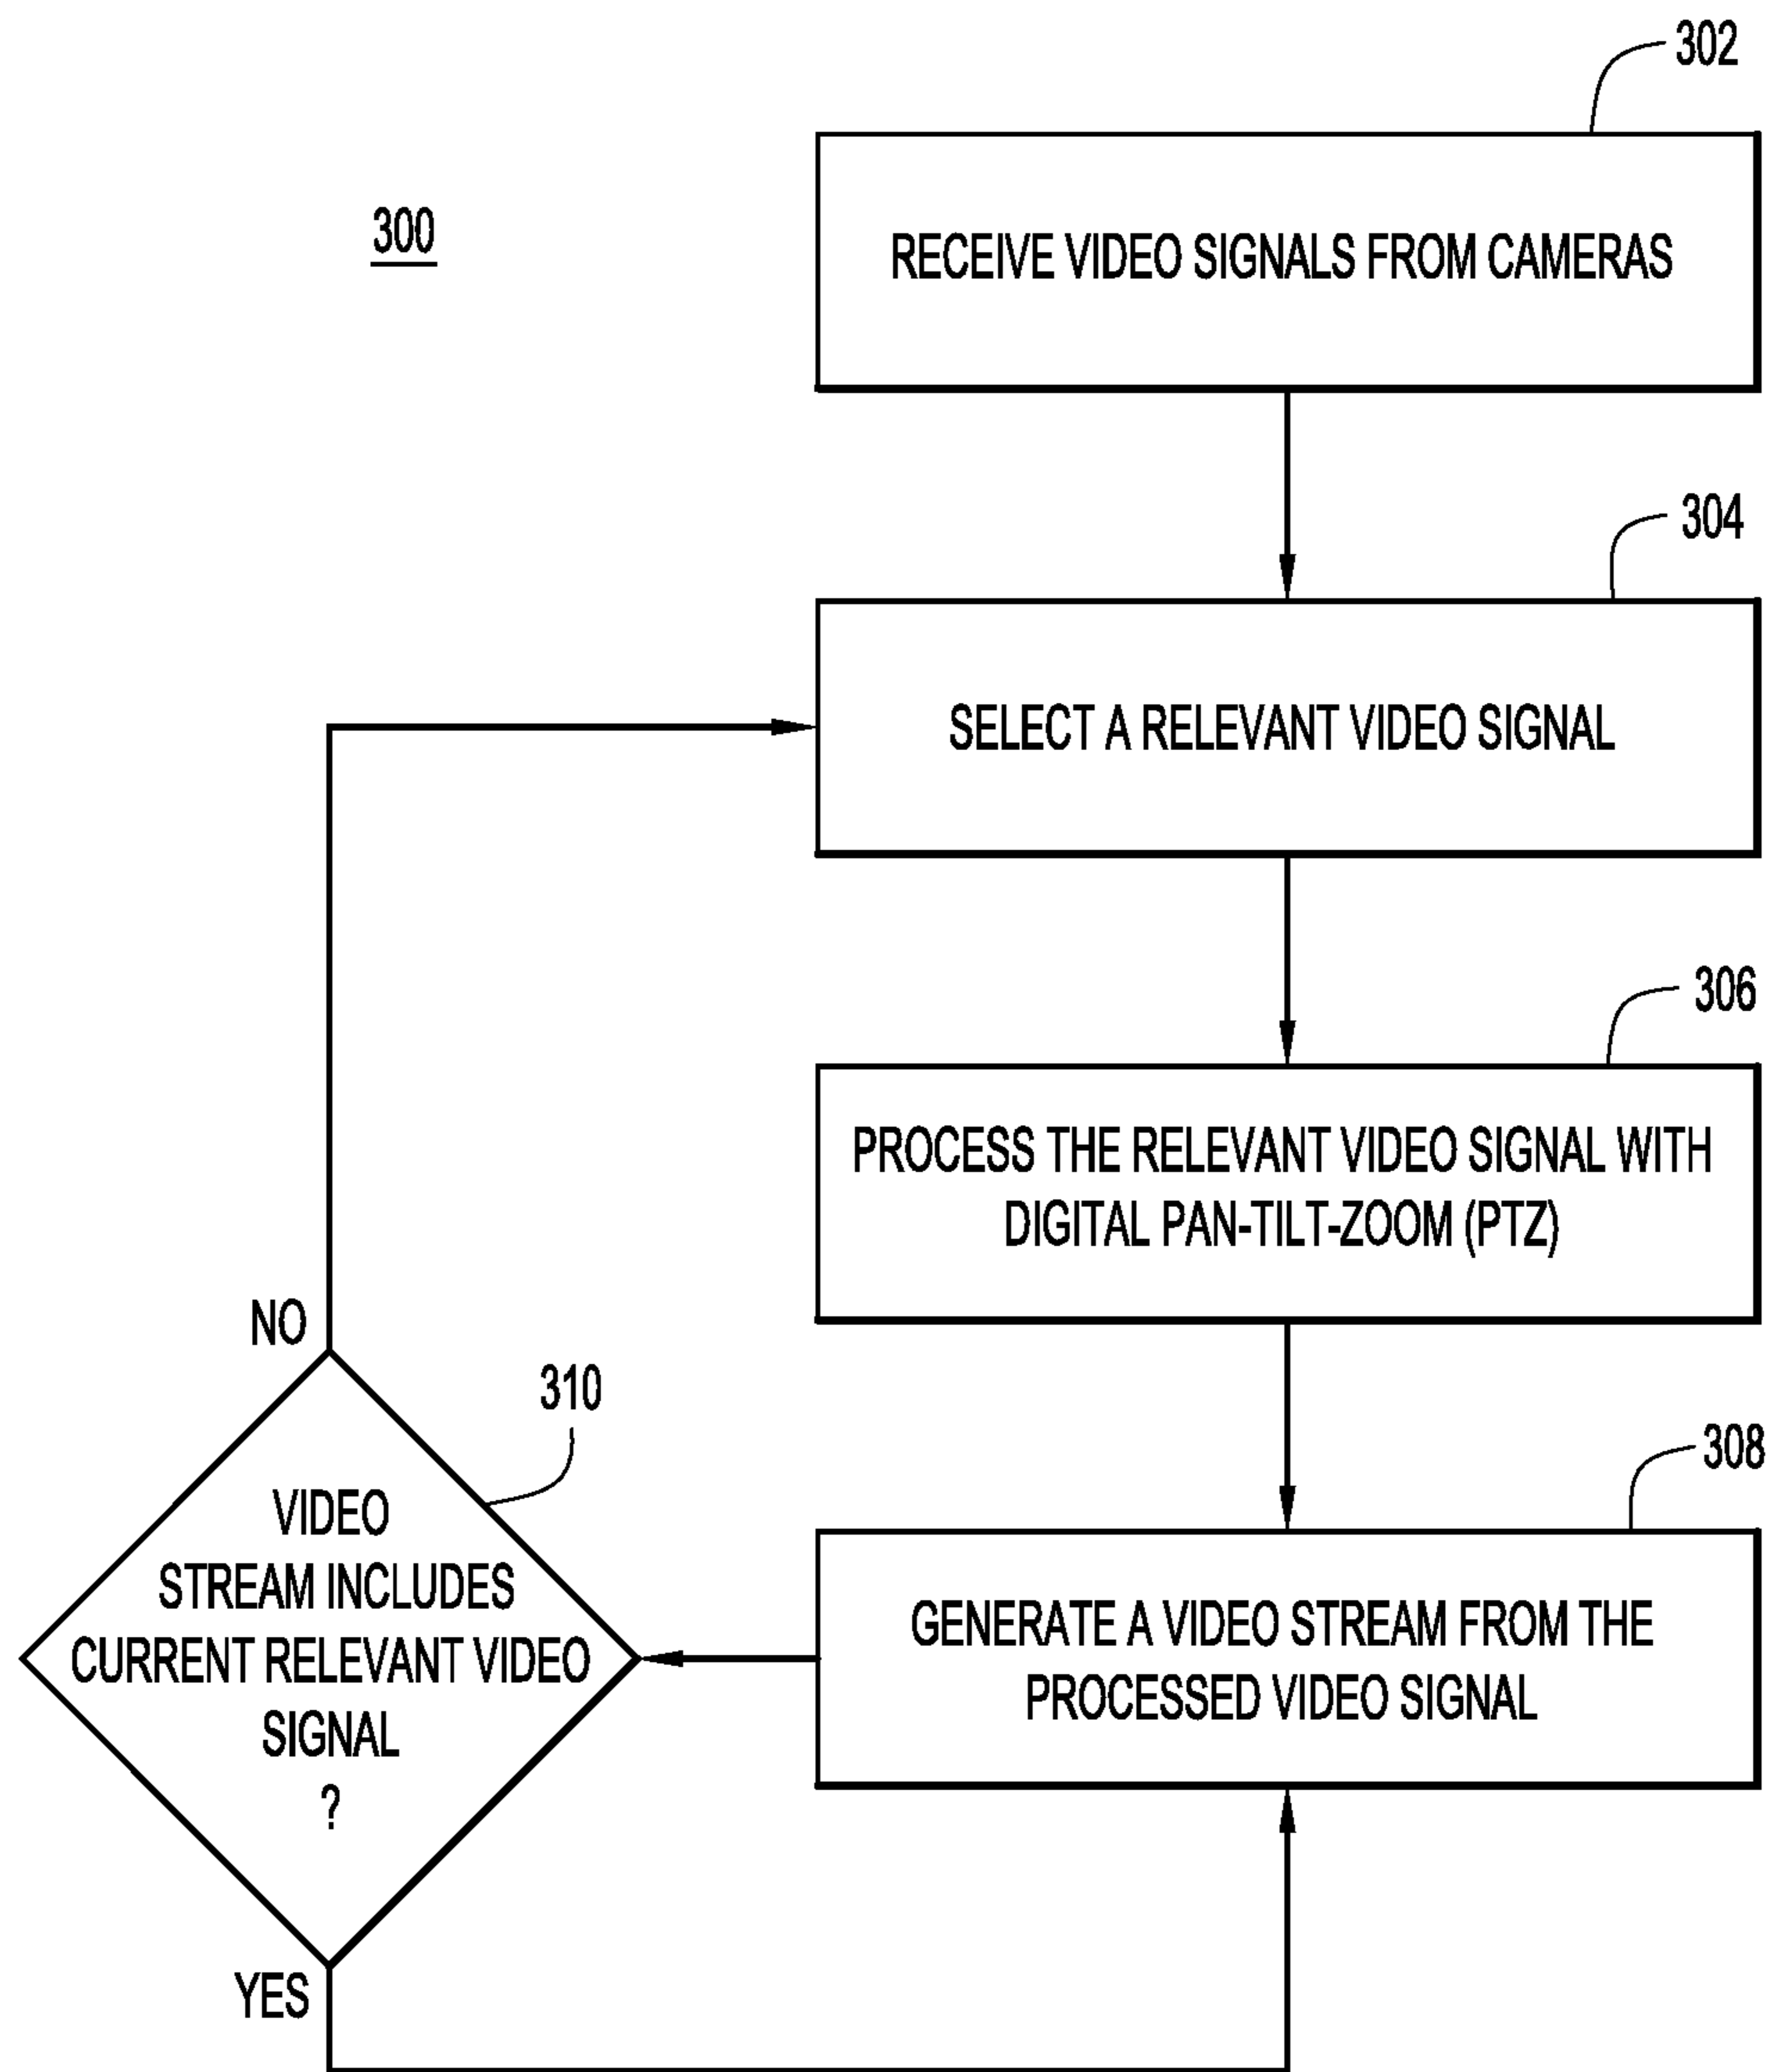 302
300
RECEIVE VIDEO SIGNALS FROM CAMERAS
304
SELECT A RELEVANT VIDEO SIGNAL
306
PROCESS THE RELEVANT VIDEO SIGNAL WITH
DIGITAL PAN-TILT-ZOOM (PTZ)
308
GENERATE A VIDEO STREAM FROM THE
PROCESSED VIDEO SIGNAL
310
NO
VIDEO
STREAM INCLUDES
CURRENT RELEVANT VIDEO
SIGNAL
?
YES